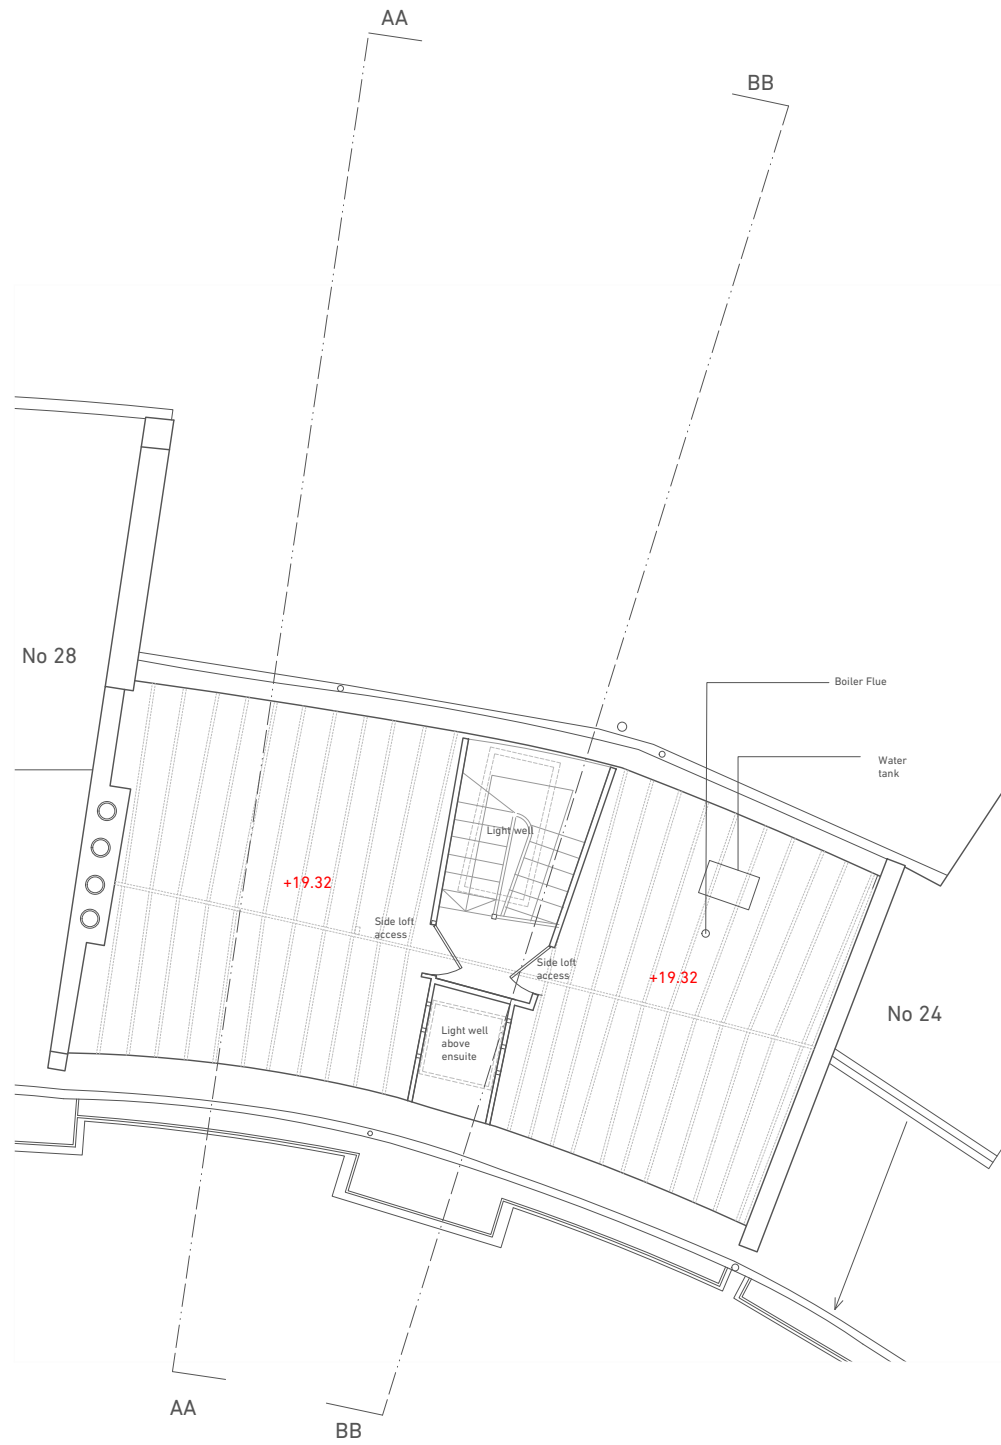 AA
BB
No 28
Boiler Flue
Water
tank
Light well
+19.32
Side loft
access
Side loft
access
+19.32
No 24
Light well
above
ensuite
AA
BB